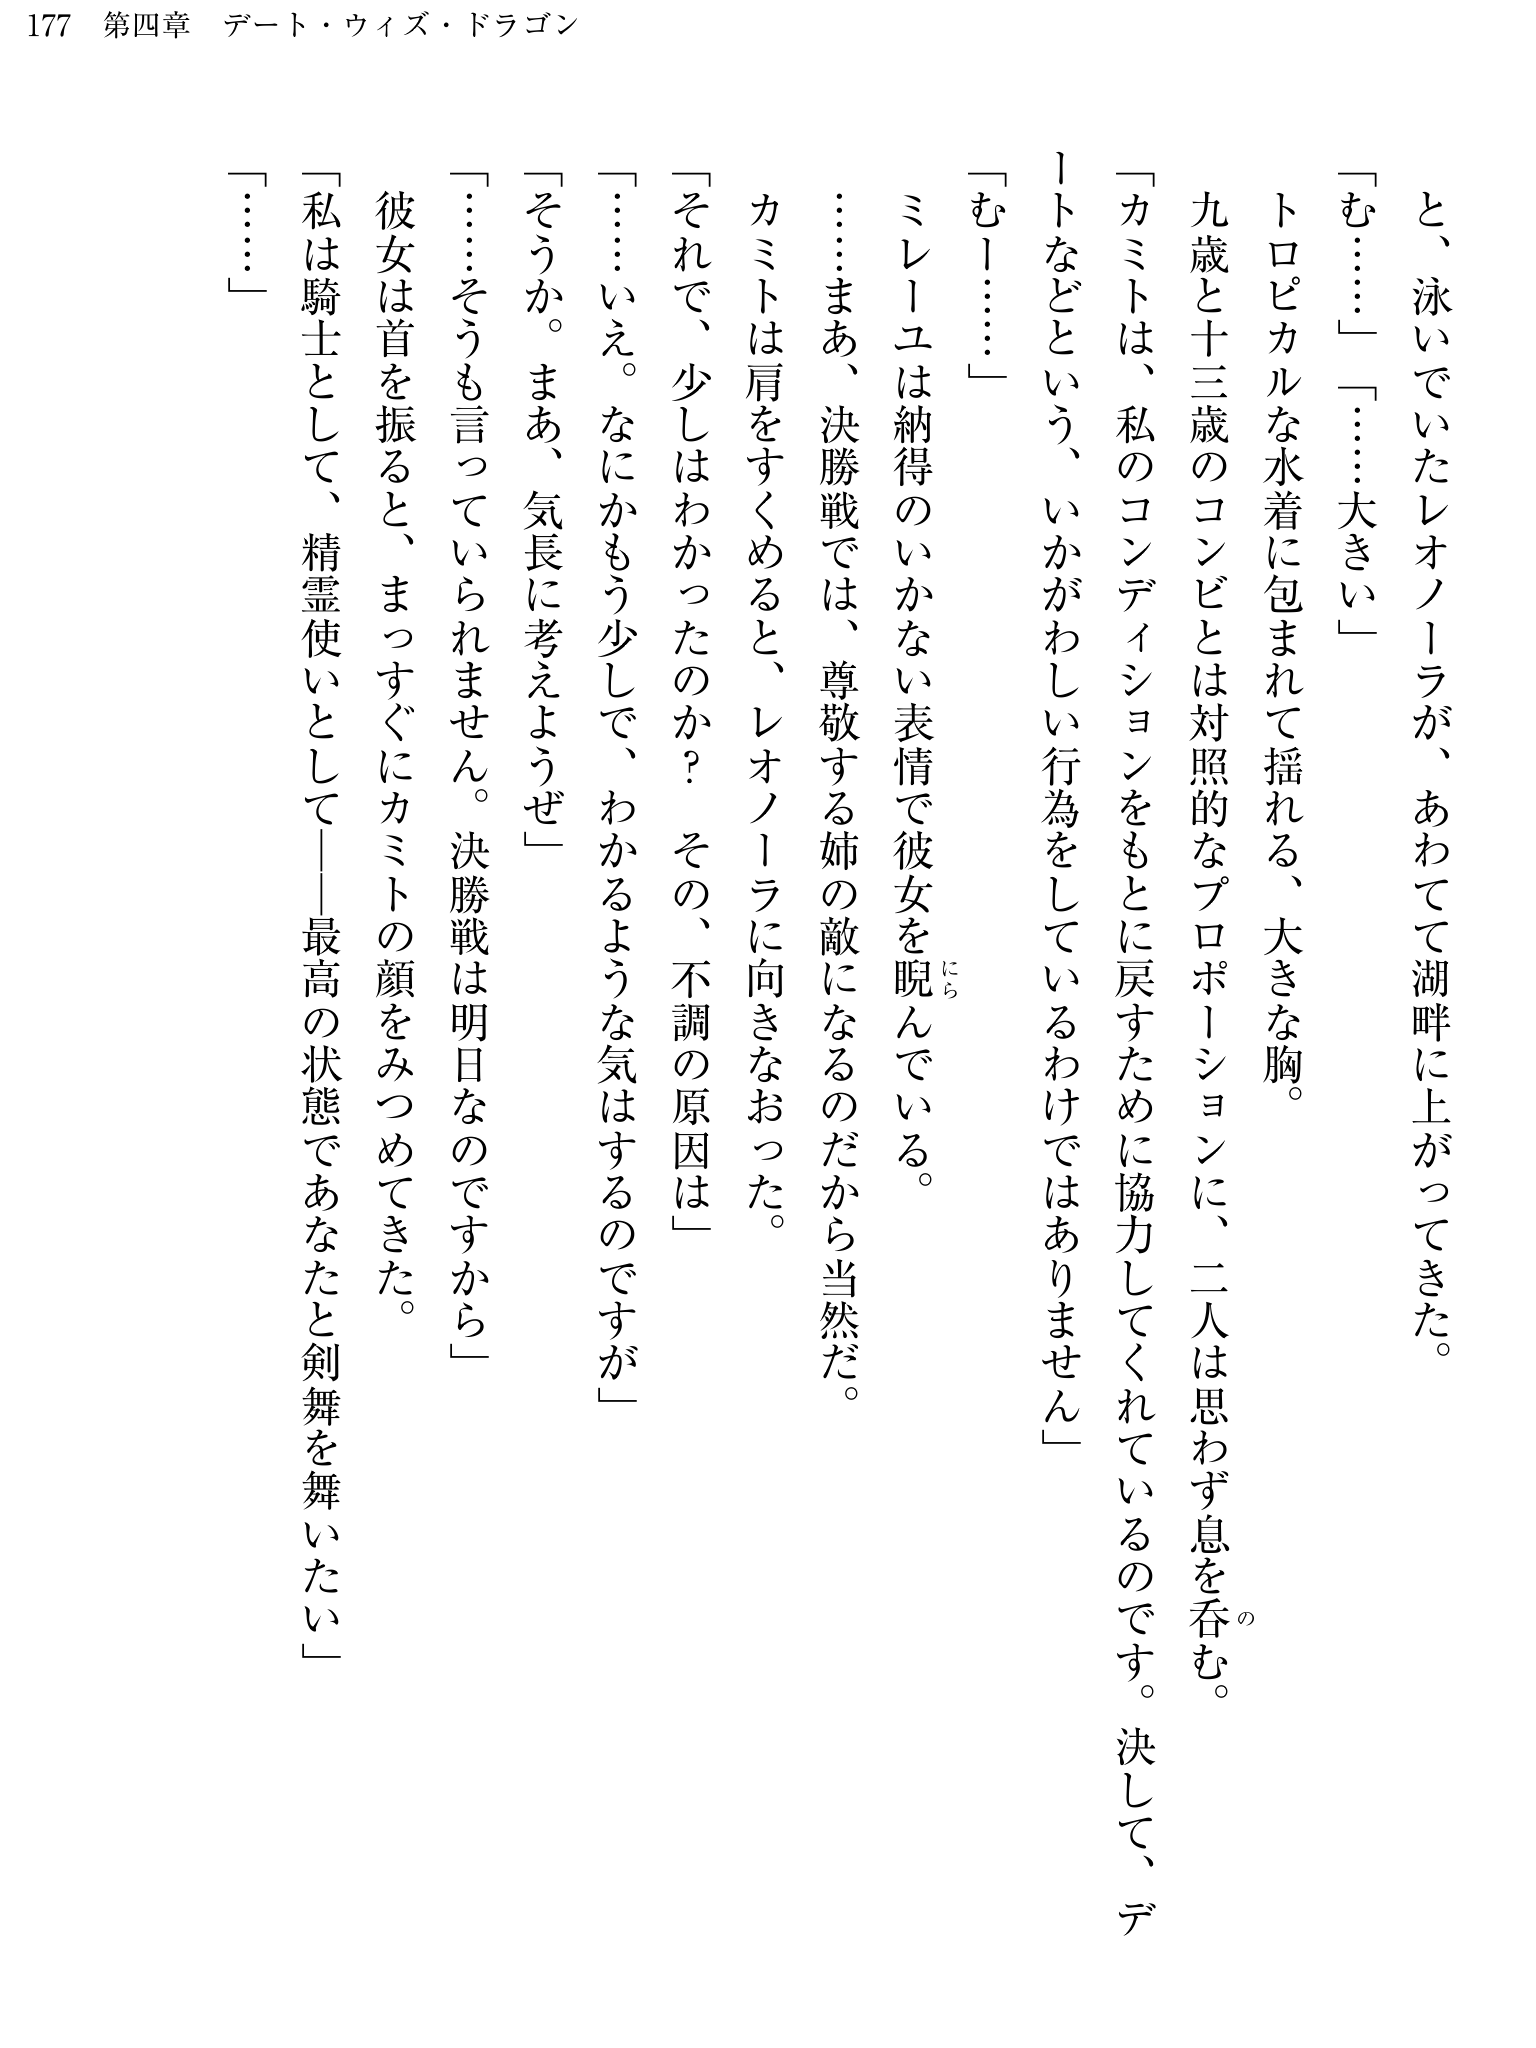 177　第四章　デート・ウィズ・ドラゴン
　と、泳いでいたレオノーラが、あわてて湖畔に上がってきた。
「む……」「……大きい」
　トロピカルな水着に包まれて揺れる、大きな胸。
　九歳と十三歳のコンビとは対照的なプロポーションに、二人は思わず息を呑む。
「カミトは、私のコンディションをもとに戻すために協力してくれているのです。決して、デ
ートなどという、いかがわしい行為をしているわけではありません」
「むー……」
　ミレーユは納得のいかない表情で彼女を睨んでいる。
　……まあ、決勝戦では、尊敬する姉の敵になるのだから当然だ。
　カミトは肩をすくめると、レオノーラに向きなおった。
「それで、少しはわかったのか？　その、不調の原因は」
「……いえ。なにかもう少しで、わかるような気はするのですが」
「そうか。まあ、気長に考えようぜ」
「……そうも言っていられません。決勝戦は明日なのですから」
　彼女は首を振ると、まっすぐにカミトの顔をみつめてきた。
「私は騎士として、精霊使いとして――最高の状態であなたと剣舞を舞いたい」
「……」